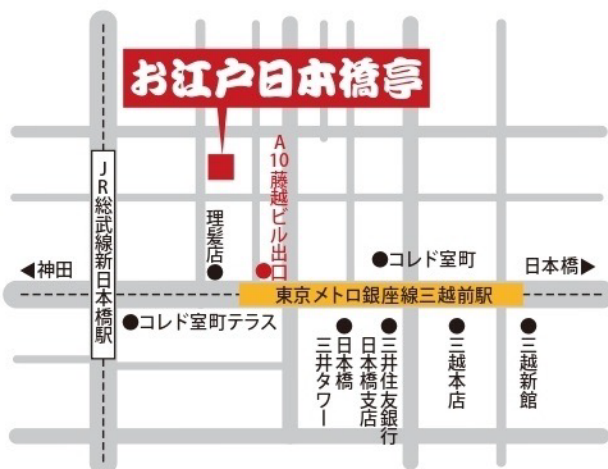 お江戸日本橋亭
A10藤越ビル出口
JR総武線新日本橋駅
理髪店
●コレド室町
◀神田
日本橋▶
東京メトロ銀座線三越前駅
●コレド室町テラス
日本橋
三井タワー
三井住友銀行
日本橋支店
三越本店
三越新館